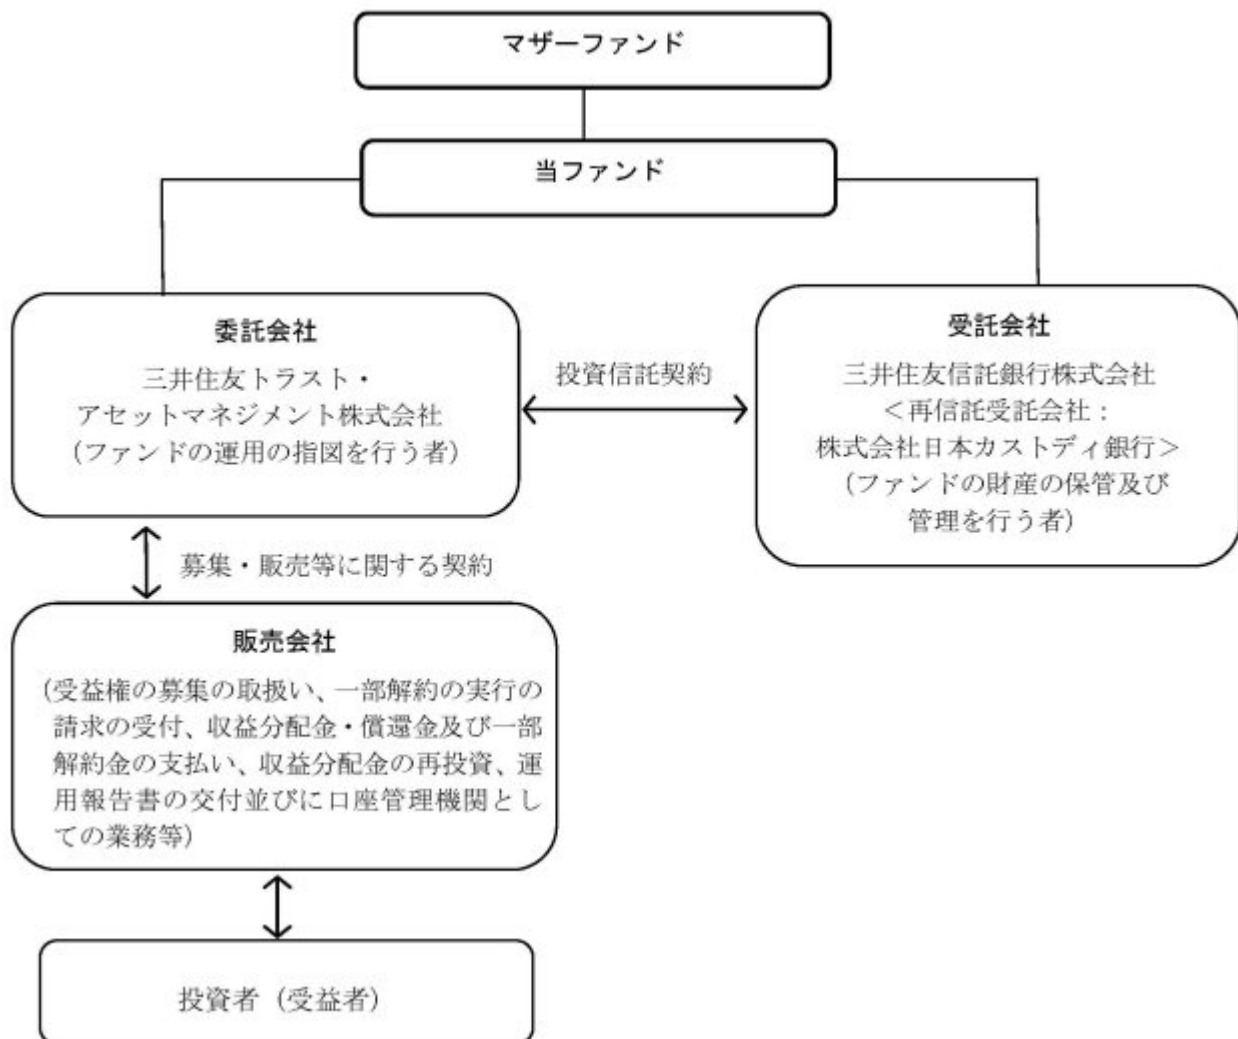 マザーファンド
当ファンド
委託会社
三井住友トラスト・
アセットマネジメント株式会社
（ファンドの運用の指図を行う者）
投資信託契約
受託会社
三井住友信託銀行株式会社
＜再信託受託会社：
株式会社日本カストディ銀行＞
（ファンドの財産の保管及び
管理を行う者）
募集・販売等に関する契約
販売会社
（受益権の募集の取扱い、一部解約の実行の
請求の受付、収益分配金・償還金及び一部
解約金の支払い、収益分配金の再投資、運
用報告書の交付並びに口座管理機関とし
ての業務等）
投資者（受益者）